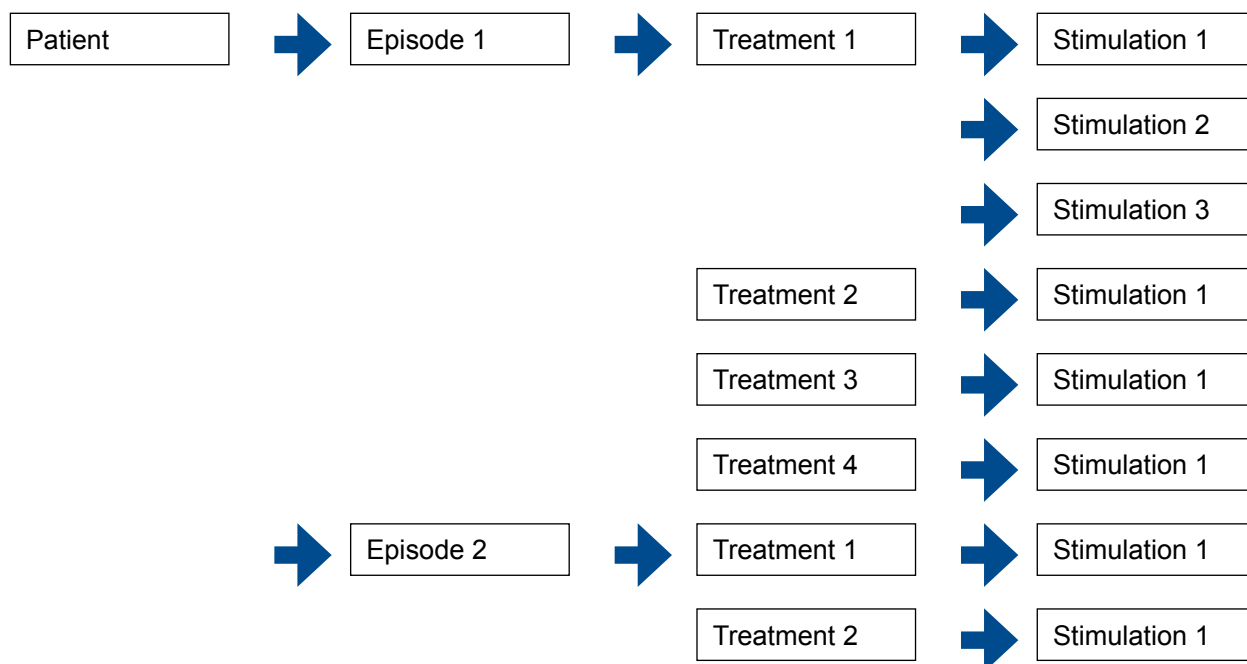 Patient Episode 1 Treatment 1 Stimulation 1
Stimulation 2
Stimulation 3
Treatment 2 Stimulation 1
Treatment 3 Stimulation 1
Treatment 4 Stimulation 1
Episode 2 Treatment 1 Stimulation 1
Treatment 2 Stimulation 1